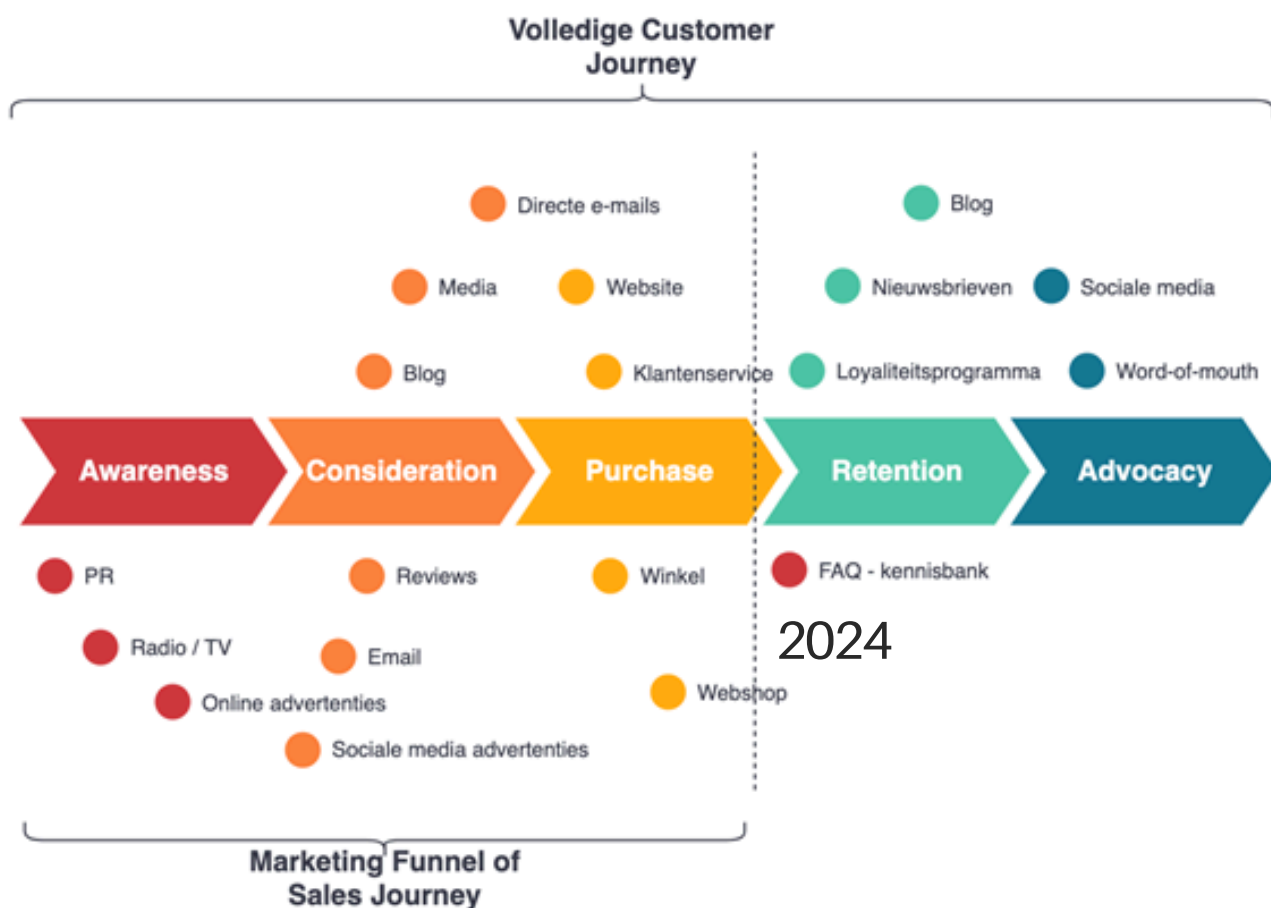 Volledige Customer
Journey
Directe e-mails
Blog
Media
Website
Nieuwsbrieven
Sociale media
Blog
Klantenservice
Loyaliteitsprogramma
Word-of-mouth
Awareness
Consideration
Purchase
Retention
Advocacy
PR
Reviews
Winkel
FAQ - kennisbank
2024
Radio / TV
Email
Webshop
Online advertenties
Sociale media advertenties
Marketing Funnel of
Sales Journey